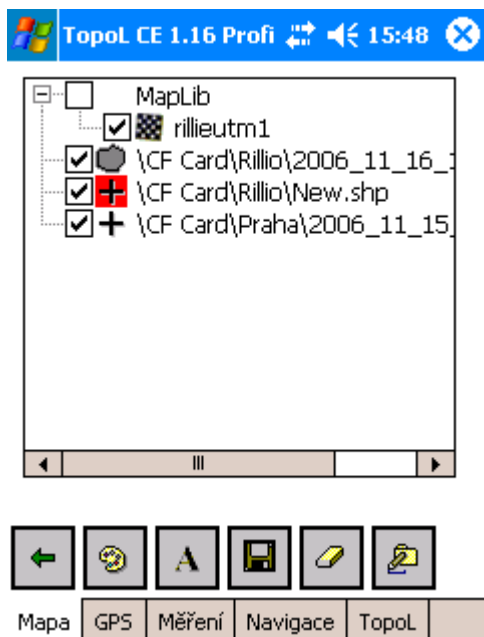 TopoL CE 1.16 Profi 15:48
MapLib
rillieutm1
\CF Card\Rillio\2006_11_16_
\CF Card\Rillio\New.shp
\CF Card\Praha\2006_11_15_
A
Mapa GPS Měření Navigace TopoL